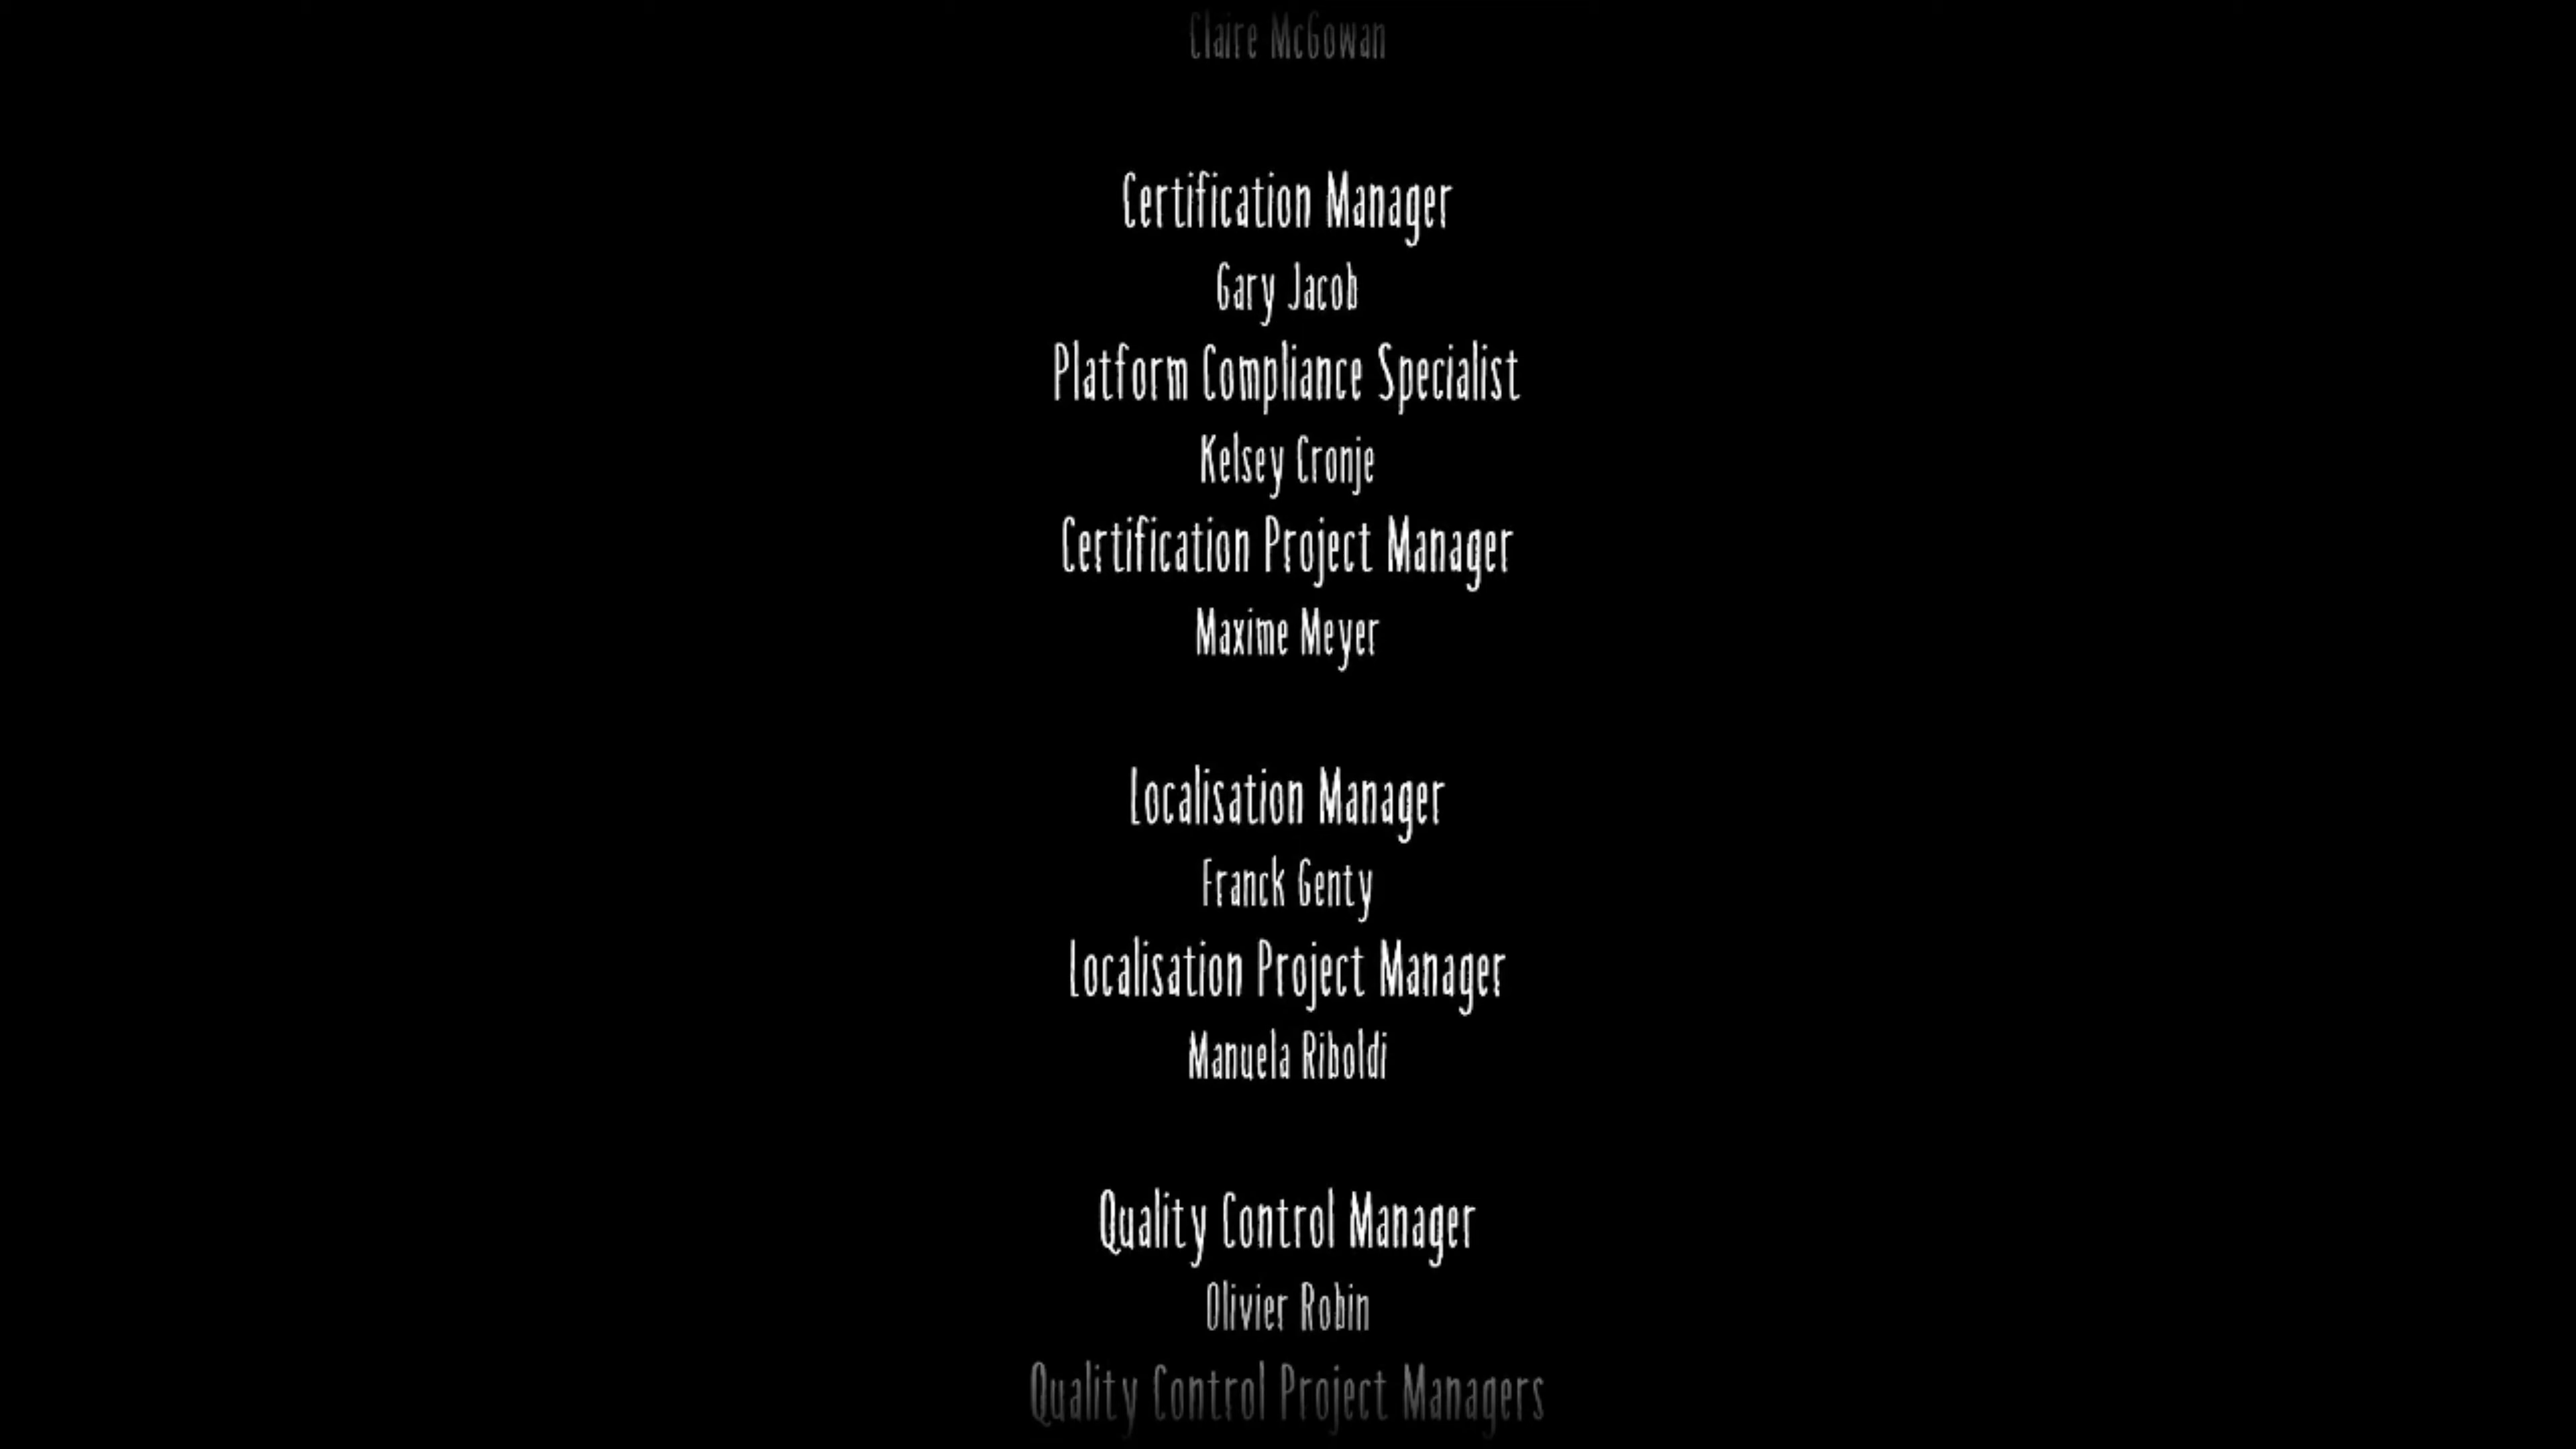 Claire McGowan
Certification Manager
Gary Jacob
Platform Compliance Specialist
Kelsey Cronje
Certification Project Manager
Maxime Meyer
Localisation Manager
Franck Genty
Localisation Project Manager
Manuela Riboldi
Quality Control Manager
Olivier Robin
Quality Control Project Managers